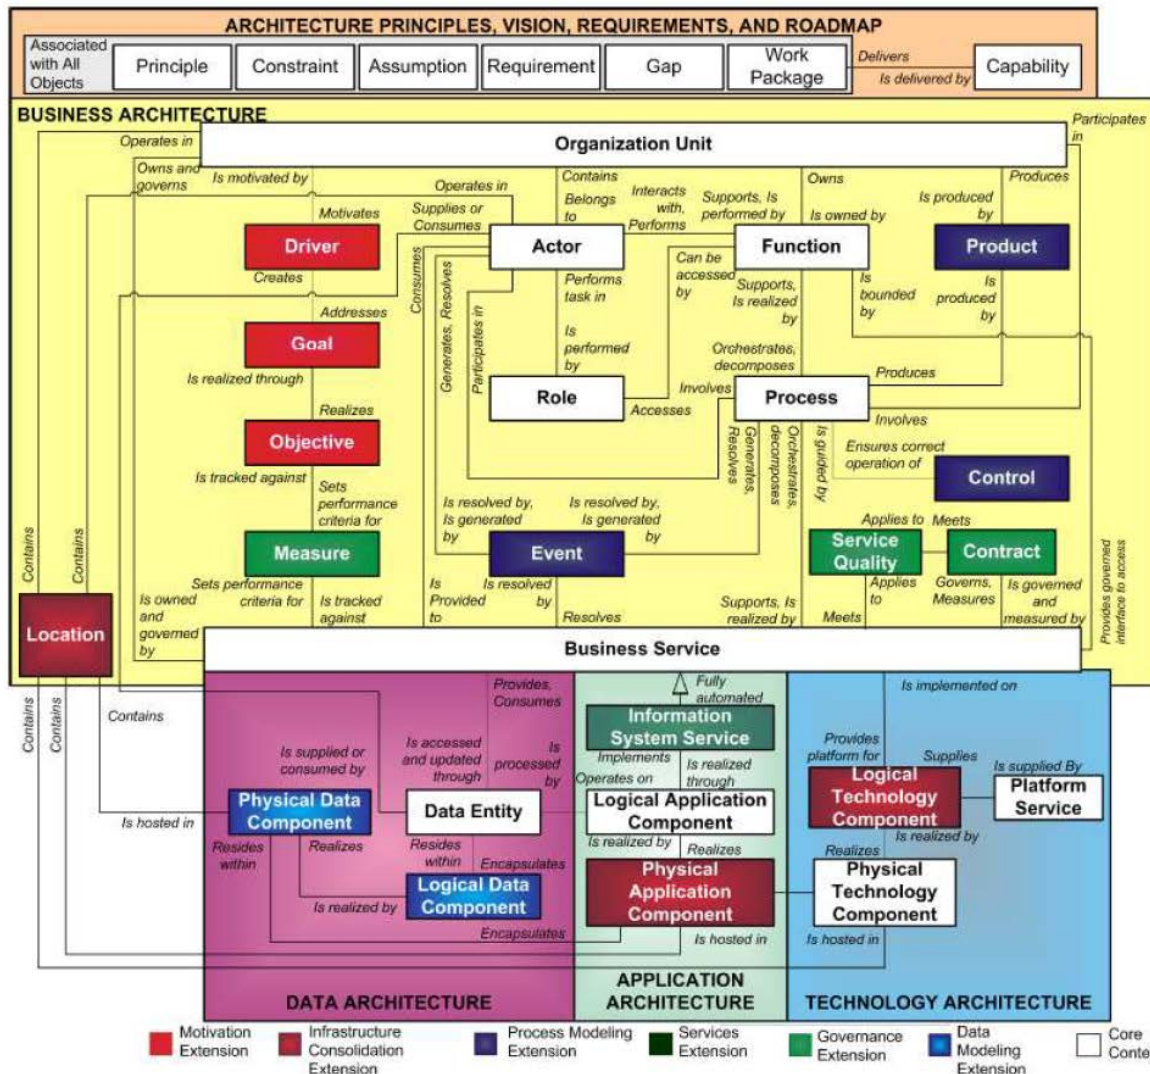 ARCHITECTURE PRINCIPLES, VISION, REQUIREMENTS, AND ROADMAP
Associated
with All
Objects
Principle
Constraint
Assumption
Requirement
Gap
Work
Package
Delivers
Is delivered by
Capability
BUSINESS ARCHITECTURE
Participates
in
Operates in
Organization Unit
Owns and
governs
Is motivated by
Operates in
Contains
Belongs
to
Interacts
with,
Performs
Supports, Is
performed by
Owns
Is owned by
Produces
Is produced
by
Motivates
Supplies or
Consumes
Driver
Actor
Function
Product
Creates
Consumes
Generates, Resolves
Participates in
Performs
task in
Can be
accessed
by
Supports,
Is realized
by
Is
bounded
by
Is
produced
by
Addresses
Goal
Is realized through
Is
performed
by
Orchestrates,
decomposes
Produces
Realizes
Role
Involves
Process
Accesses
Involves
Objective
Is tracked against
Generates,
Resolves
Orchestrates,
decomposes
Is guided
by
Ensures correct
operation of
Control
Sets
performance
criteria for
Is resolved by,
Is generated
by
Is resolved by,
Is generated
by
Applies to
Meets
Measure
Event
Service
Quality
Contract
Contains
Contains
Sets performance
criteria for
Is tracked
against
Is
Provided
to
Is resolved
by
Resolves
Supports, Is
realized by
Meets
Applies
to
Governs,
Measures
Is governed
and
measured by
Provides governed
interface to access
Is owned
and
governed
by
Location
Business Service
Contains
Contains
Contains
Provides,
Consumes
Fully
automated
Is implemented on
Information
System Service
Is supplied or
consumed by
Is accessed
and updated
through
Is
processed
by
Implements
Operates on
Is realized
through
Provides
platform for
Supplies
Is supplied By
Physical Data
Component
Data Entity
Logical Application
Component
Logical
Technology
Component
Platform
Service
Is hosted in
Resides
within
Realizes
Resides
within
Encapsulates
Is realized by
Realizes
Is realized by
Realizes
Logical Data
Component
Physical
Application
Component
Physical
Technology
Component
Is realized by
Encapsulates
Is hosted in
Is hosted in
DATA ARCHITECTURE
APPLICATION
ARCHITECTURE
TECHNOLOGY ARCHITECTURE
Motivation
Extension
Infrastructure
Consolidation
Extension
Process Modeling
Extension
Services
Extension
Governance
Extension
Data
Modeling
Extension
Core
Conte